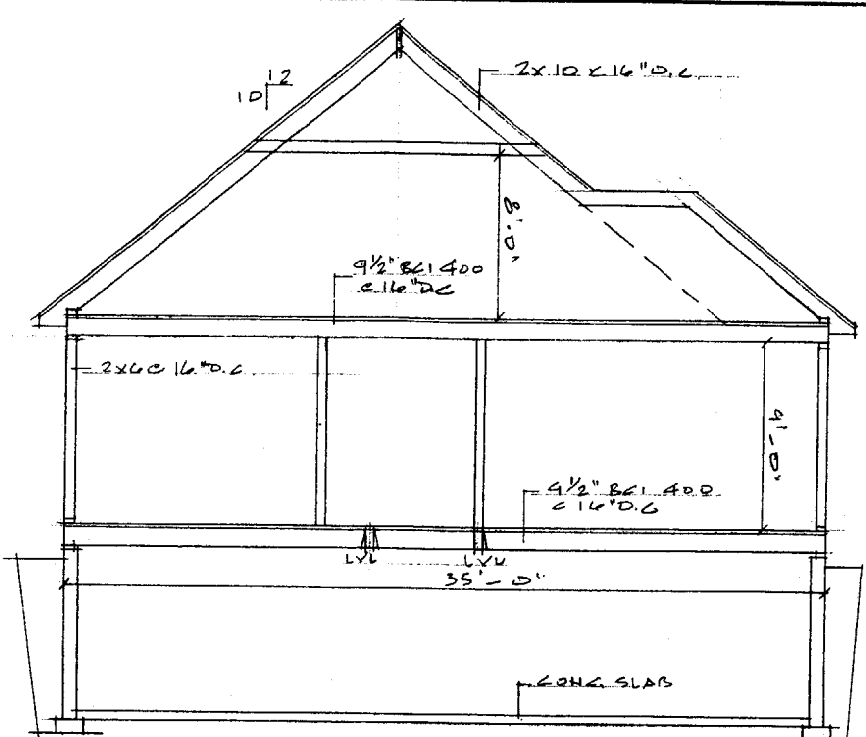 12
10
2x10 @ 16" O.C.
8'-0"
9½" BCI 400
@ 16" O.C
2x6 @ 16" O.C.
9'-0"
9½" BCI 400
@ 16" O.C
LVL
LVL
35'-0"
CONC SLAB